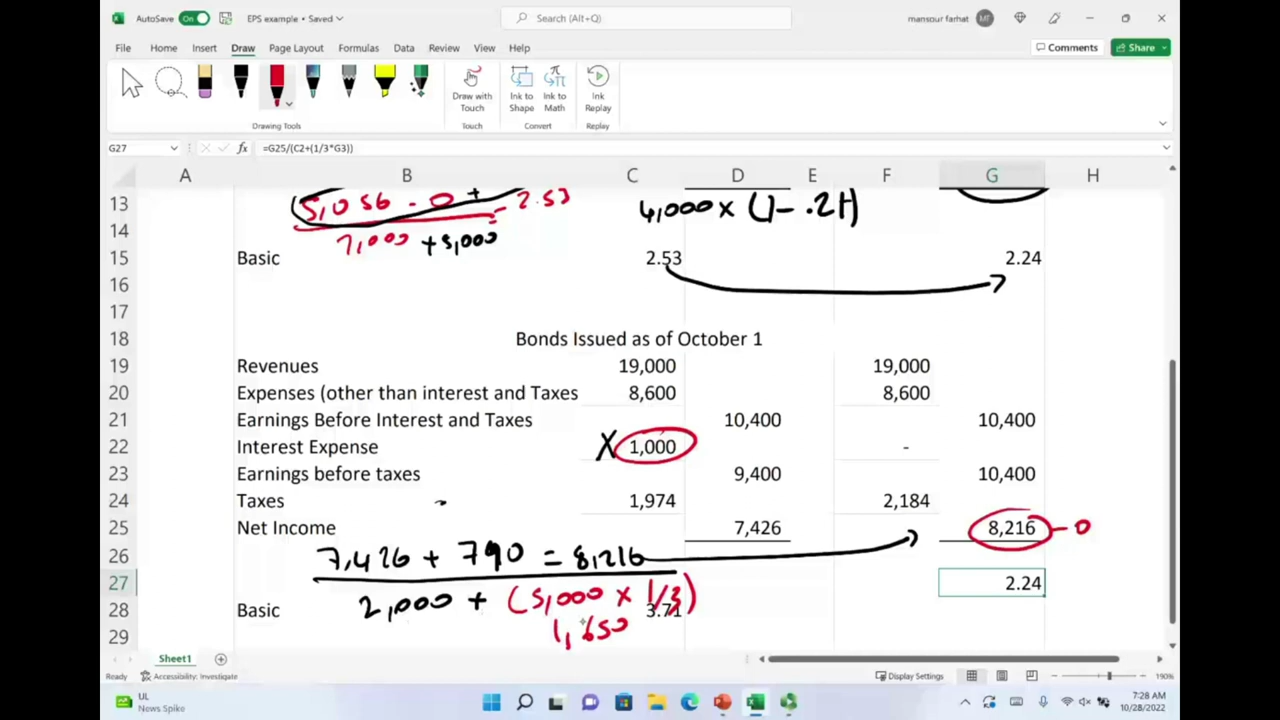 AutoSave On EPS example • Saved Search (Alt+Q) mansour farhat MF
File Home Insert Draw Page Layout Formulas Data Review View Help Comments Share
Draw with Touch Ink to Shape Ink to Math Ink Replay
Drawing Tools Touch Convert Replay
G27 fx =G25/(C2+(1/3*G3))
A B C D E F G H
13 5,056 - 0 + = 2.53 4,000 x (1 - .21)
14 7,000 + 5,000
15 Basic 2.53 2.24
16
17
18 Bonds Issued as of October 1
19 Revenues 19,000 19,000
20 Expenses (other than interest and Taxes 8,600 8,600
21 Earnings Before Interest and Taxes 10,400 10,400
22 Interest Expense X 1,000 -
23 Earnings before taxes 9,400 10,400
24 Taxes 1,974 2,184
25 Net Income 7,426 8,216 - 0
26 7,426 + 790 = 8,216
27 2,000 + (5,000 x 1/3) 2.24
28 Basic 3.71
29 1,650
Sheet1
Ready Accessibility: Investigate Display Settings 190%
UL
News Spike
7:28 AM
10/28/2022